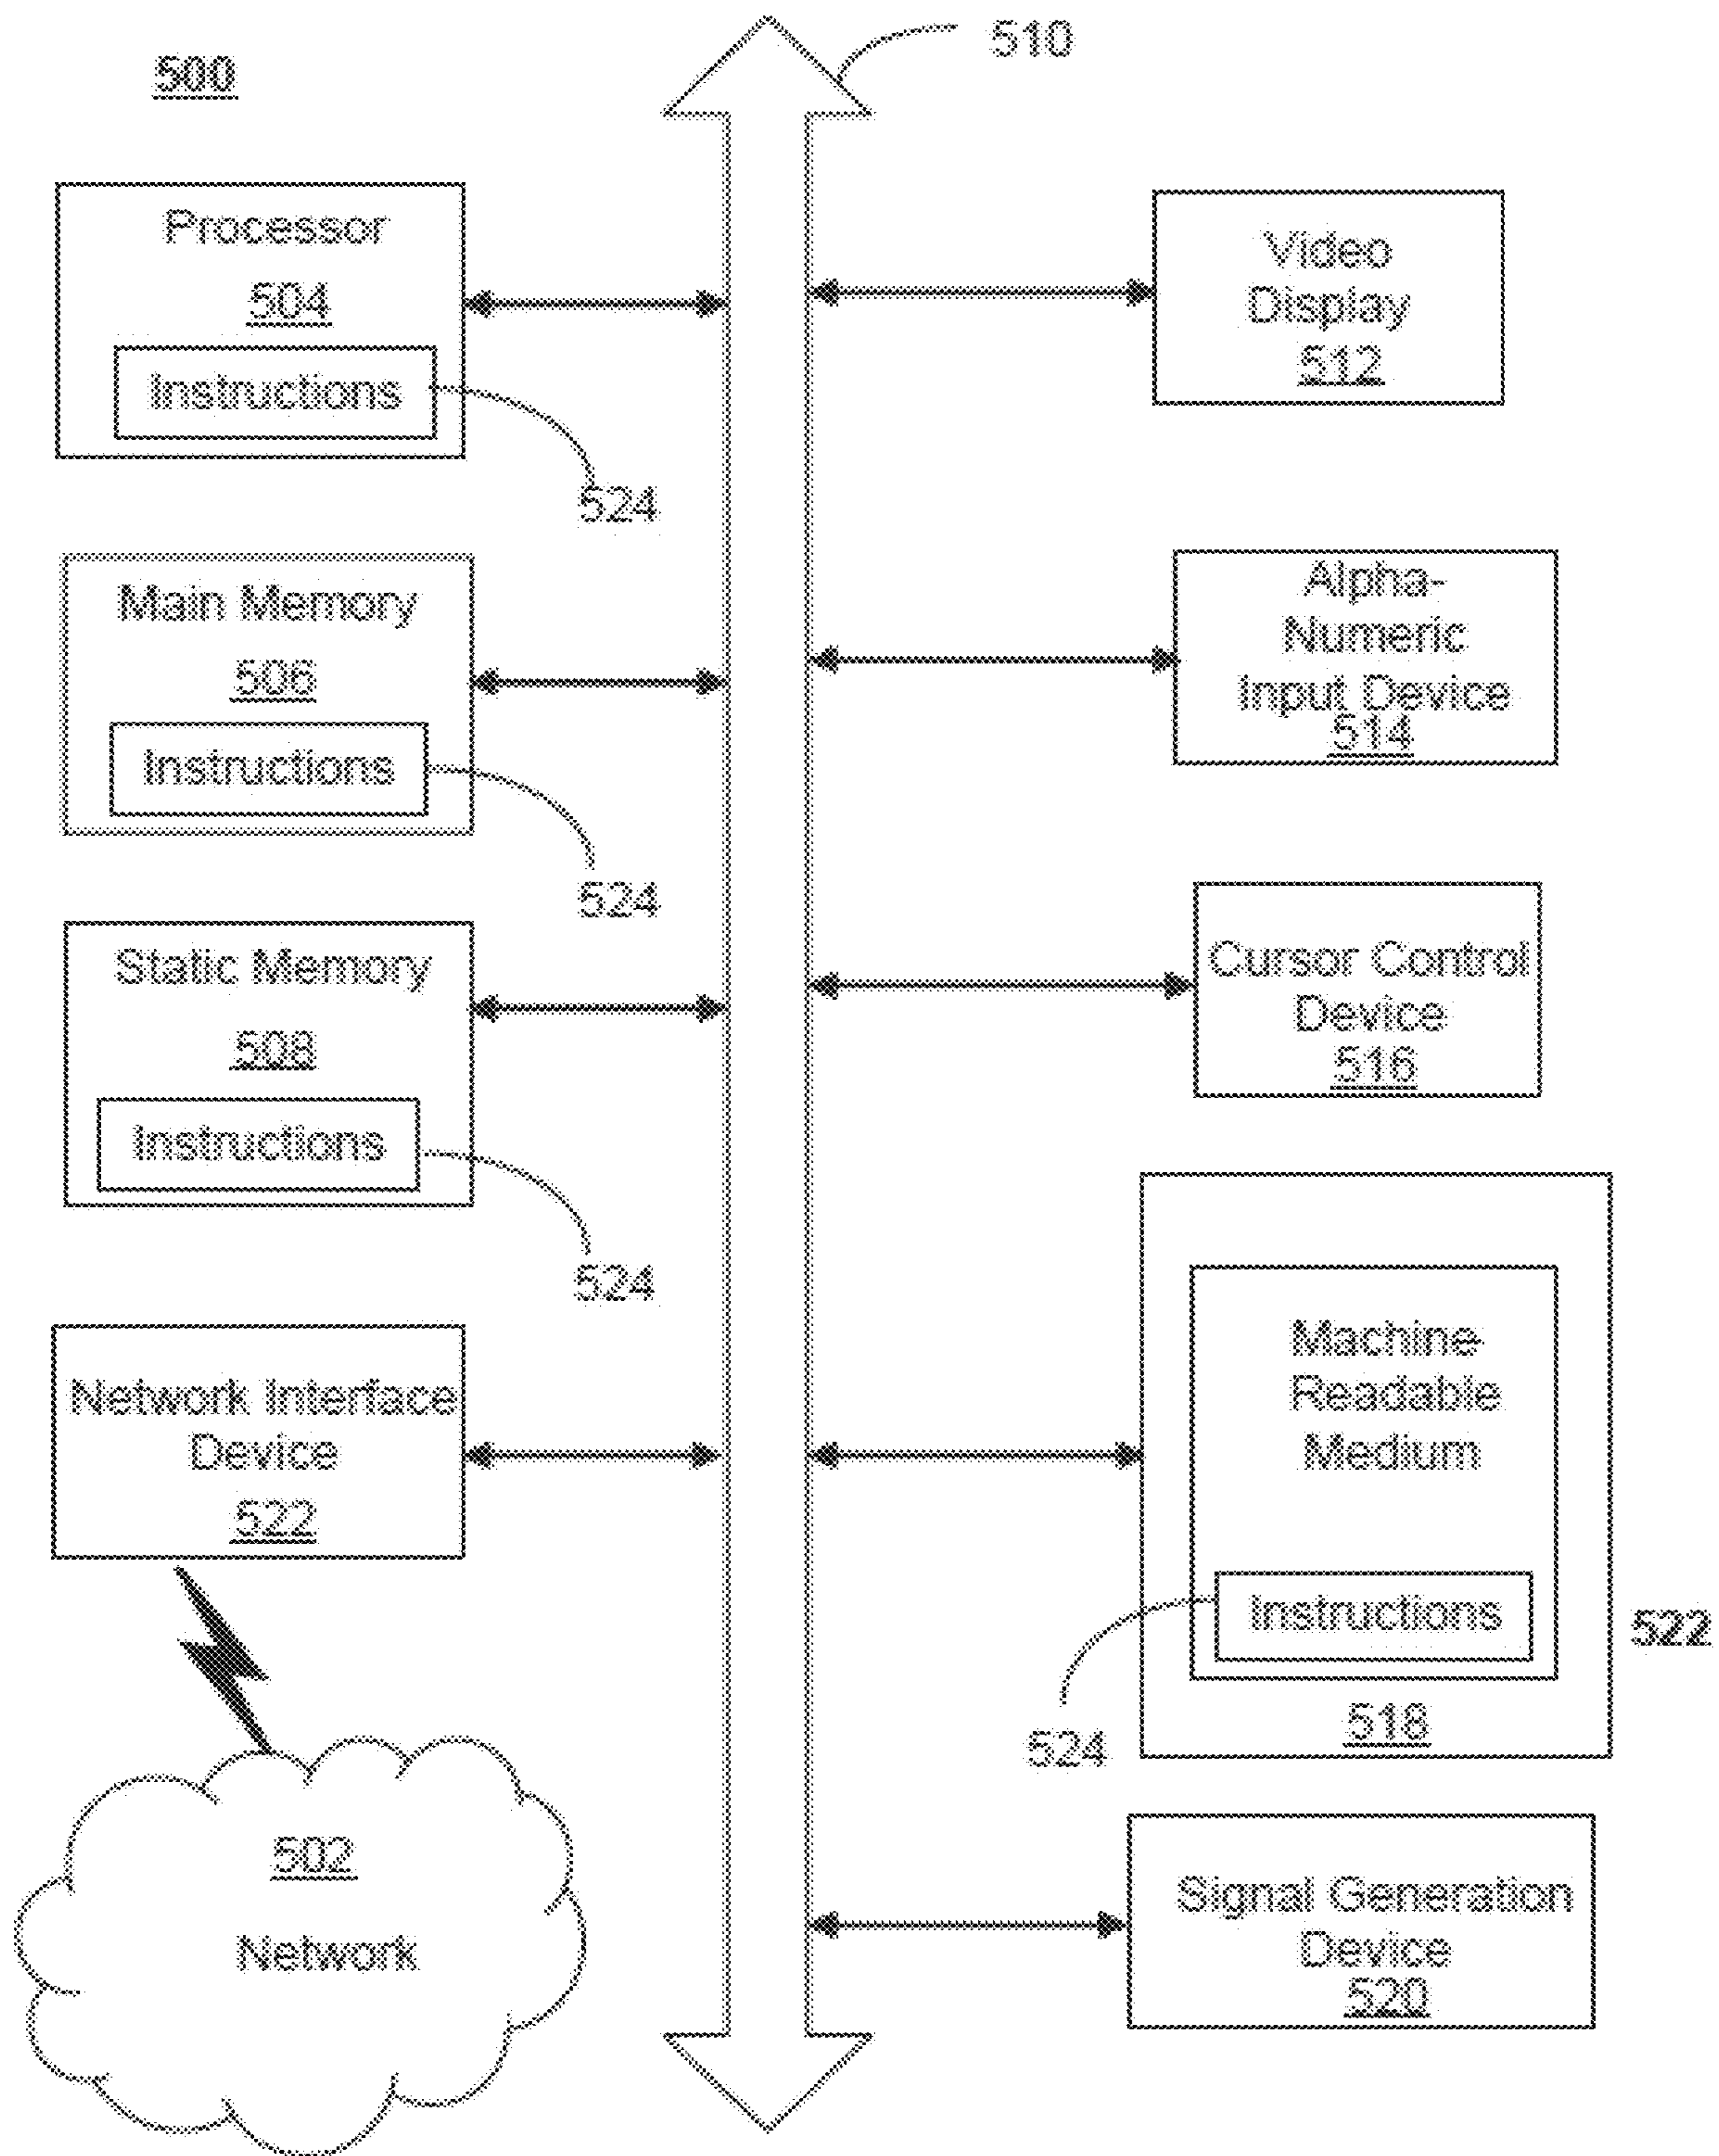 500
510
Processor
504
Instructions
524
Main Memory
506
Instructions
524
Static Memory
508
Instructions
524
Network Interface
Device
522
502
Network
Video
Display
512
Alpha-
Numeric
Input Device
514
Cursor Control
Device
516
Machine-
Readable
Medium
Instructions
524
518
522
Signal Generation
Device
520